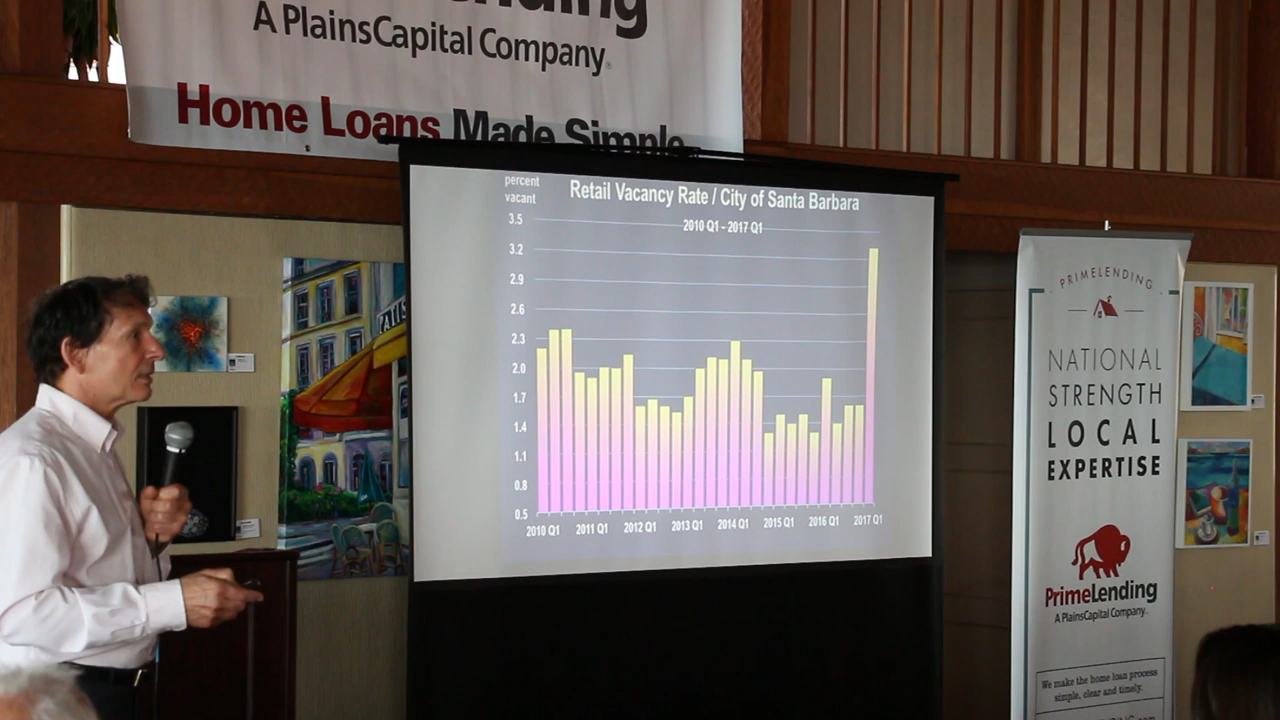 A PlainsCapital Company
Home Loans Made Simple
percent
vacant
Retail Vacancy Rate / City of Santa Barbara
2010 Q1 - 2017 Q1
3.5
3.2
2.9
2.6
2.3
2.0
1.7
1.4
1.1
0.8
0.5
2010 Q1 2011 Q1 2012 Q1 2013 Q1 2014 Q1 2015 Q1 2016 Q1 2017 Q1
PRIMELENDING
NATIONAL
STRENGTH
LOCAL
EXPERTISE
PrimeLending
A PlainsCapital Company
We make the home loan process
simple, clear and timely.